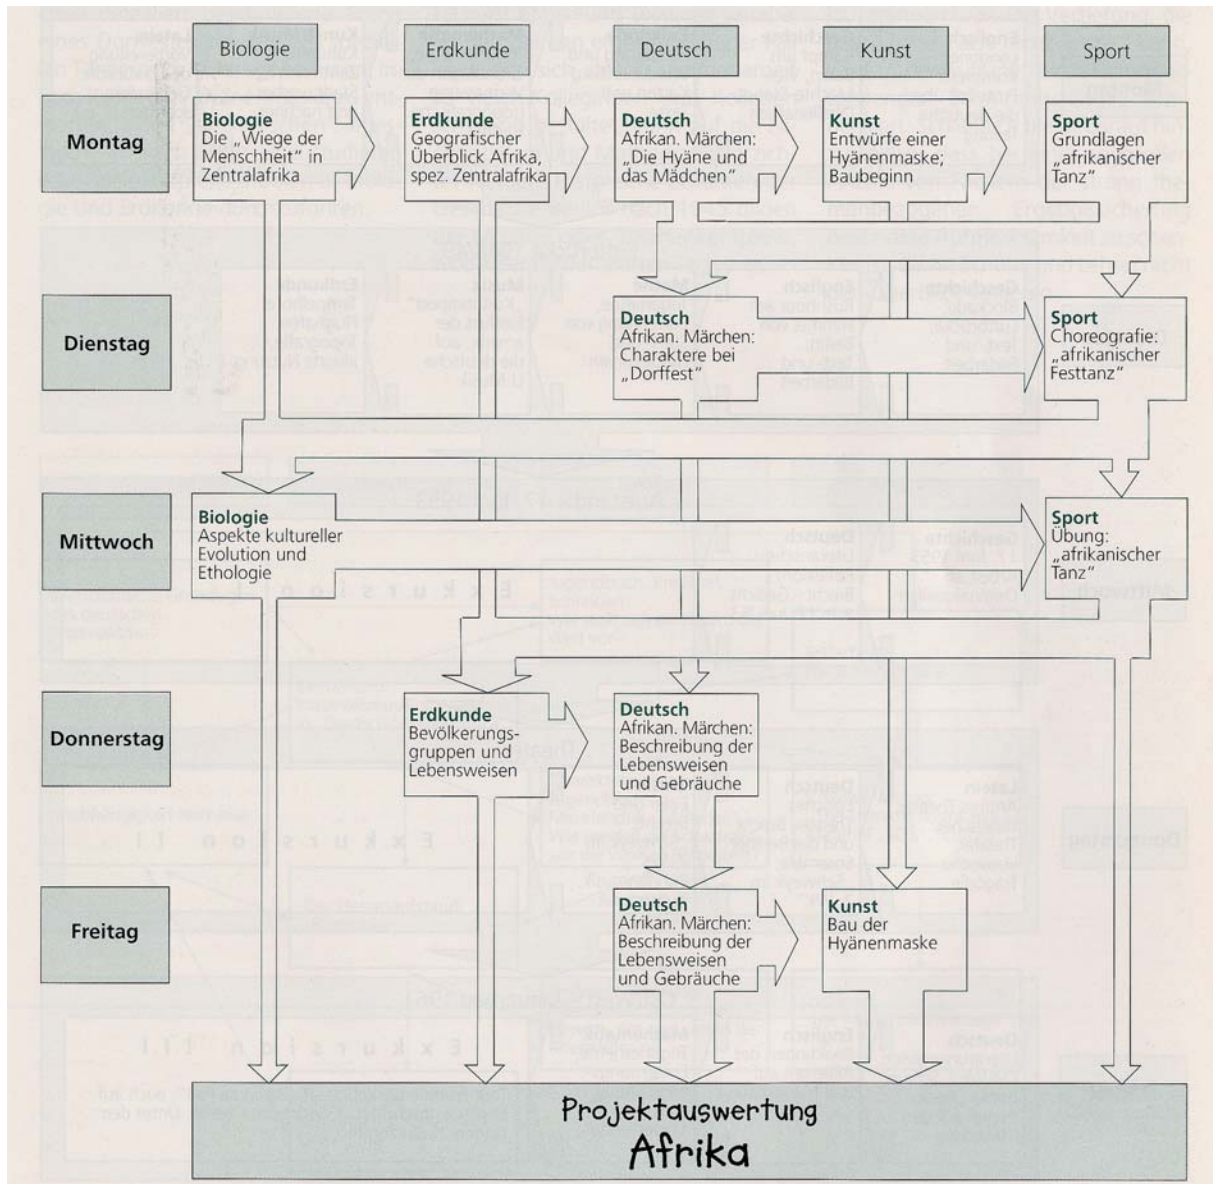 Biologie
Erdkunde
Deutsch
Kunst
Sport
Montag
Biologie
Die „Wiege der
Menschheit“ in
Zentralafrika
Erdkunde
Geografischer
Überblick Afrika,
spez. Zentralafrika
Deutsch
Afrikan. Märchen:
„Die Hyäne und
das Mädchen“
Kunst
Entwürfe einer
Hyänenmaske;
Baubeginn
Sport
Grundlagen
„afrikanischer
Tanz“
Dienstag
Deutsch
Afrikan. Märchen:
Charaktere bei
„Dorffest“
Sport
Choreografie:
„afrikanischer
Festtanz“
Mittwoch
Biologie
Aspekte kultureller
Evolution und
Ethologie
Sport
Übung:
„afrikanischer
Tanz“
Donnerstag
Erdkunde
Bevölkerungs-
gruppen und
Lebensweisen
Deutsch
Afrikan. Märchen:
Beschreibung der
Lebensweisen
und Gebräuche
Freitag
Deutsch
Afrikan. Märchen:
Beschreibung der
Lebensweisen
und Gebräuche
Kunst
Bau der
Hyänenmaske
Projektauswertung
Afrika